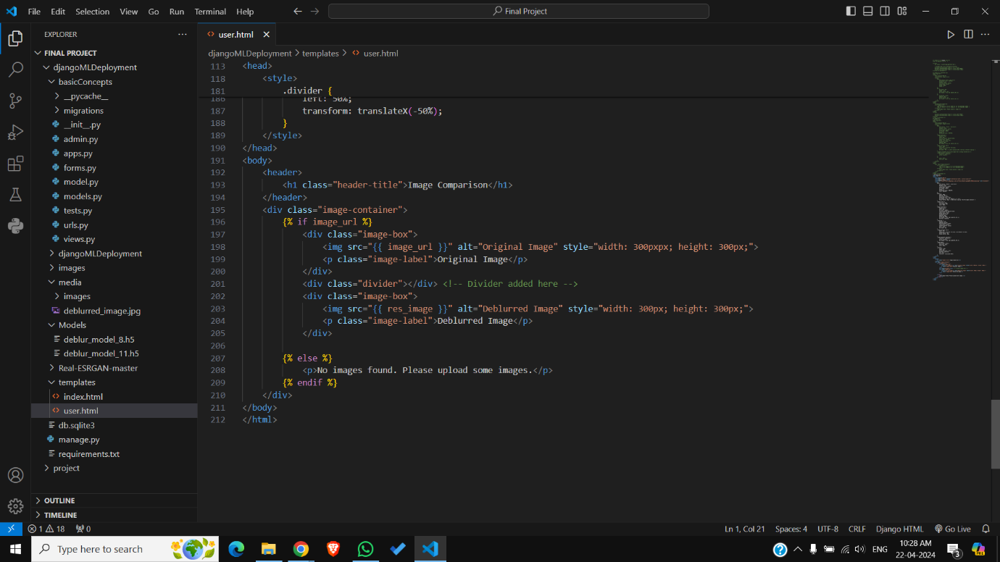 File Edit Selection View Go Run Terminal Help
Final Project
EXPLORER
user.html
FINAL PROJECT
djangoMLDeployment
basicConcepts
__pycache__
migrations
__init__.py
admin.py
apps.py
forms.py
model.py
models.py
tests.py
urls.py
views.py
djangoMLDeployment
images
media
images
deblurred_image.jpg
Models
deblur_model_8.h5
deblur_model_11.h5
Real-ESRGAN-master
templates
index.html
user.html
db.sqlite3
manage.py
requirements.txt
project
OUTLINE
TIMELINE
djangoMLDeployment > templates > user.html
113 <head>
118 <style>
181 .divider {
186 left: 50%;
187 transform: translateX(-50%);
188 }
189 </style>
190 </head>
191 <body>
192 <header>
193 <h1 class="header-title">Image Comparison</h1>
194 </header>
195 <div class="image-container">
196 {% if image_url %}
197 <div class="image-box">
198 <img src="{{ image_url }}" alt="Original Image" style="width: 300pxpx; height: 300px;">
199 <p class="image-label">Original Image</p>
200 </div>
201 <div class="divider"></div> <!-- Divider added here -->
202 <div class="image-box">
203 <img src="{{ res_image }}" alt="Deblurred Image" style="width: 300px; height: 300px;">
204 <p class="image-label">Deblurred Image</p>
205 </div>
206
207 {% else %}
208 <p>No images found. Please upload some images.</p>
209 {% endif %}
210 </div>
211 </body>
212 </html>
1 18 0
Ln 1, Col 21 Spaces: 4 UTF-8 CRLF Django HTML Go Live
Type here to search
ENG
10:28 AM
22-04-2024
3
PRE